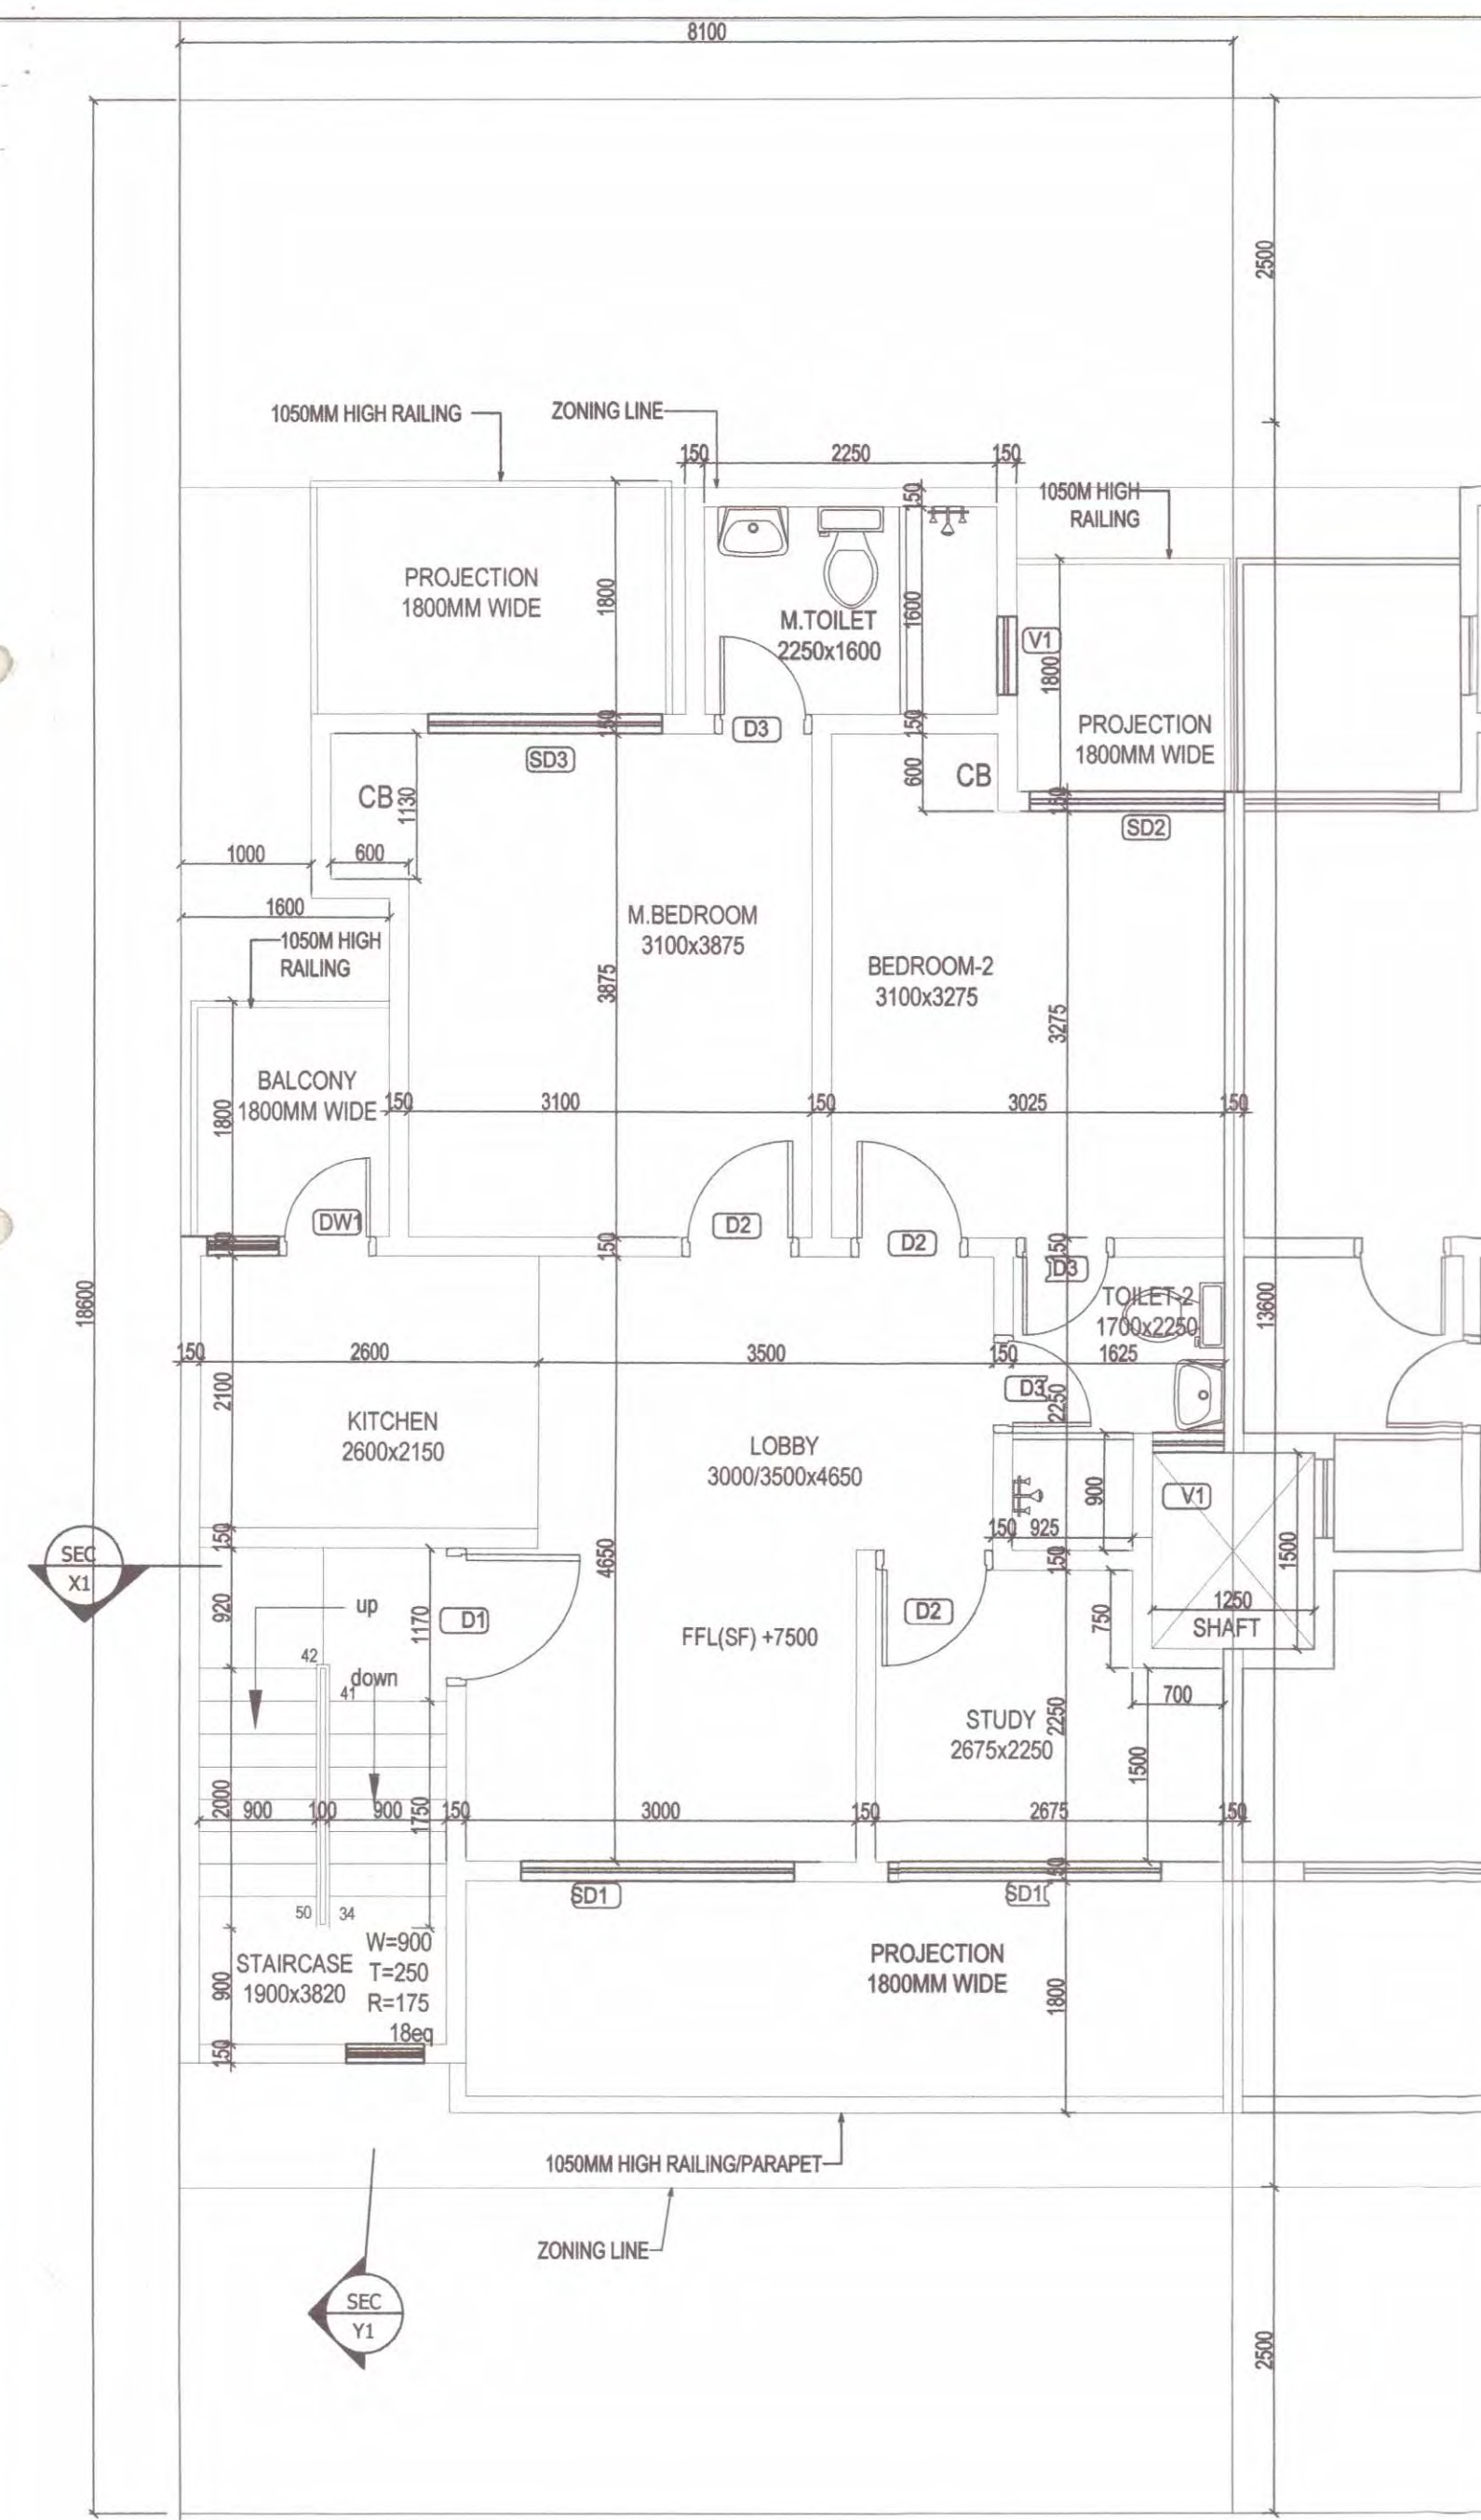 8100
2500
1050MM HIGH RAILING
ZONING LINE
150
2250
150
1050M HIGH
RAILING
150
PROJECTION
1800MM WIDE
1800
M.TOILET
2250x1600
1600
V1
1800
PROJECTION
1800MM WIDE
150
D3
150
SD3
CB
1130
600
CB
150
SD2
1000
600
1600
1050M HIGH
RAILING
M.BEDROOM
3100x3875
3875
BEDROOM-2
3100x3275
3275
BALCONY
1800MM WIDE
1800
150
3100
150
3025
150
DW1
D2
D2
150
150
D3
TOILET-2
1700x2250
18600
13600
150
2600
3500
150
1625
2100
D3
2250
KITCHEN
2600x2150
LOBBY
3000/3500x4650
900
V1
150
150
925
SEC
X1
4650
150
1500
920
up
1170
D1
D2
750
1250
SHAFT
FFL(SF) +7500
42
41
down
700
STUDY
2675x2250
2250
1500
2000
900
100
900
1750
150
3000
150
2675
150
SD1
SD1
50
34
W=900
STAIRCASE
1900x3820
T=250
R=175
18eq
900
150
PROJECTION
1800MM WIDE
1800
1050MM HIGH RAILING/PARAPET
ZONING LINE
SEC
Y1
2500